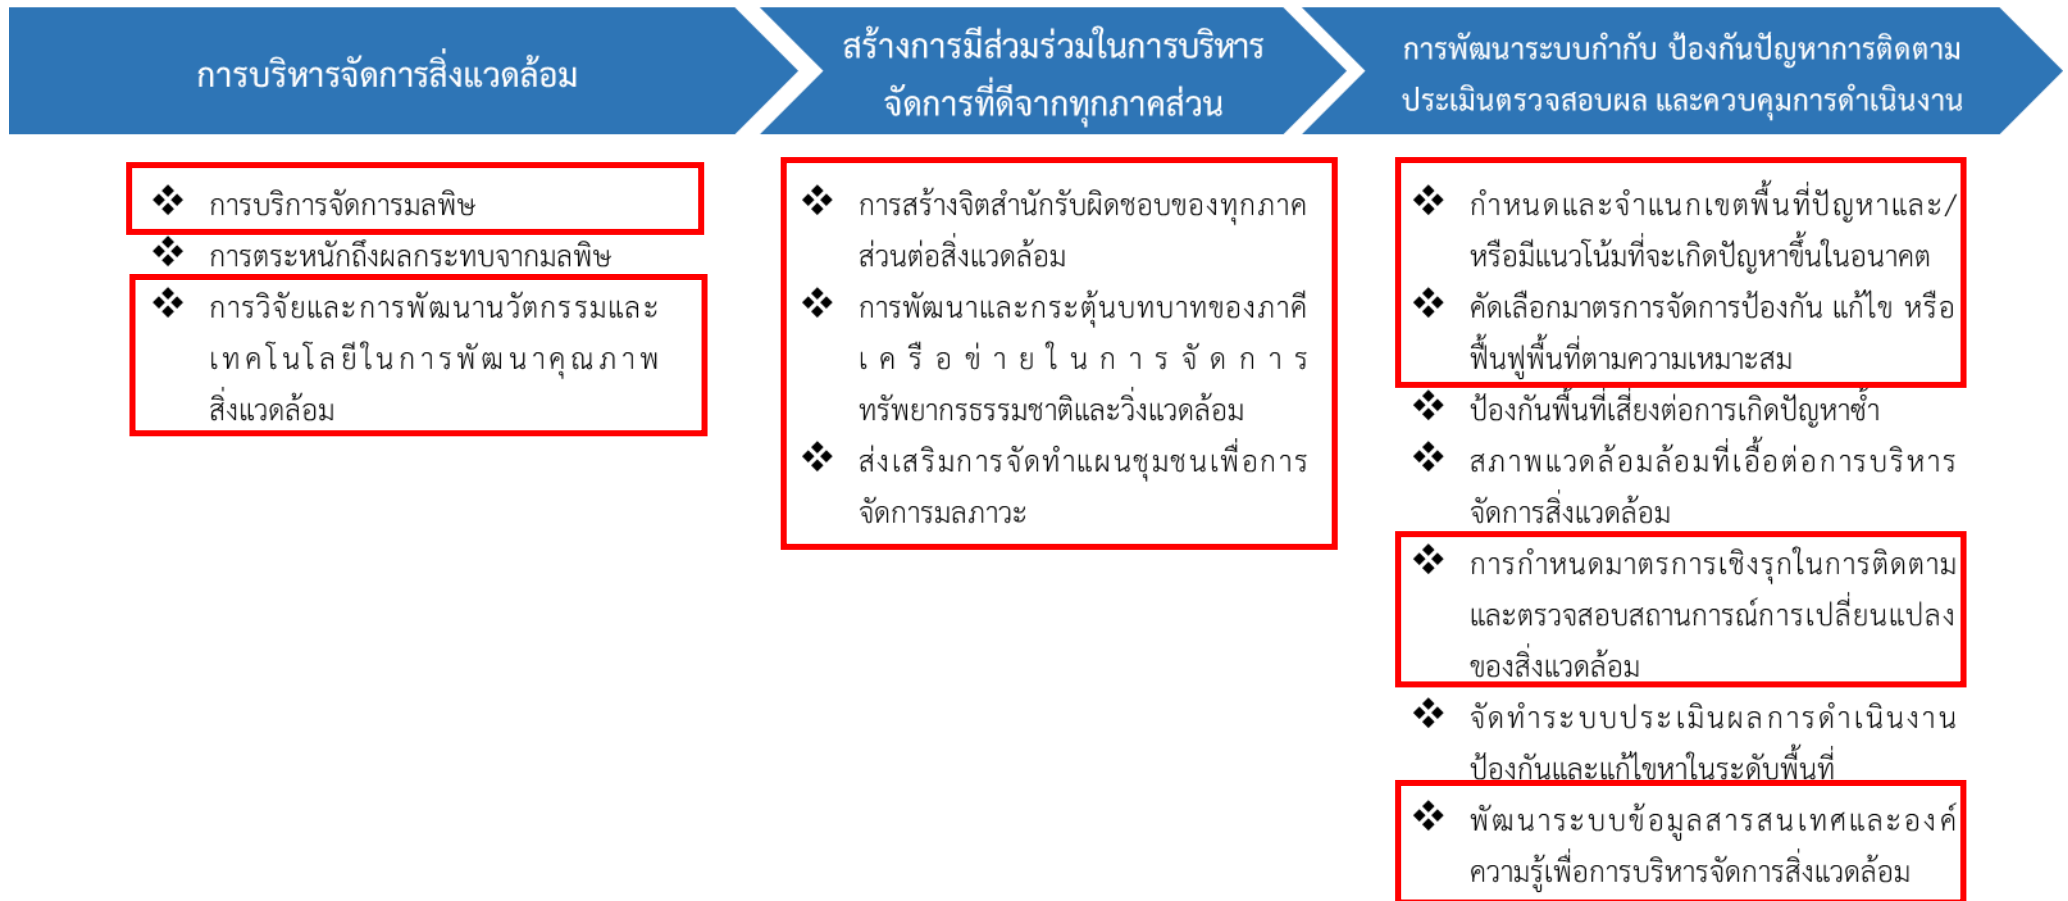 การบริหารจัดการสิ่งแวดล้อม
สร้างการมีส่วมร่วมในการบริหาร
จัดการที่ดีจากทุกภาคส่วน
การพัฒนาระบบกำกับ ป้องกันปัญหาการติดตาม
ประเมินตรวจสอบผล และควบคุมการดำเนินงาน
❖ การบริการจัดการมลพิษ
❖ การตระหนักถึงผลกระทบจากมลพิษ
❖ การวิจัยและการพัฒนานวัตกรรมและ
เทคโนโลยีในการพัฒนาคุณภาพ
สิ่งแวดล้อม
❖ การสร้างจิตสำนักรับผิดชอบของทุกภาค
ส่วนต่อสิ่งแวดล้อม
❖ การพัฒนาและกระตุ้นบทบาทของภาคี
เครือข่ายในการจัดการ
ทรัพยากรธรรมชาติและวิ่งแวดล้อม
❖ ส่งเสริมการจัดทำแผนชุมชนเพื่อการ
จัดการมลภาวะ
❖ กำหนดและจำแนกเขตพื้นที่ปัญหาและ/
หรือมีแนวโน้มที่จะเกิดปัญหาขึ้นในอนาคต
❖ คัดเลือกมาตรการจัดการป้องกัน แก้ไข หรือ
ฟื้นฟูพื้นที่ตามความเหมาะสม
❖ ป้องกันพื้นที่เสี่ยงต่อการเกิดปัญหาซ้ำ
❖ สภาพแวดล้อมล้อมที่เอื้อต่อการบริหาร
จัดการสิ่งแวดล้อม
❖ การกำหนดมาตรการเชิงรุกในการติดตาม
และตรวจสอบสถานการณ์การเปลี่ยนแปลง
ของสิ่งแวดล้อม
❖ จัดทำระบบประเมินผลการดำเนินงาน
ป้องกันและแก้ไขหาในระดับพื้นที่
❖ พัฒนาระบบข้อมูลสารสนเทศและองค์
ความรู้เพื่อการบริหารจัดการสิ่งแวดล้อม